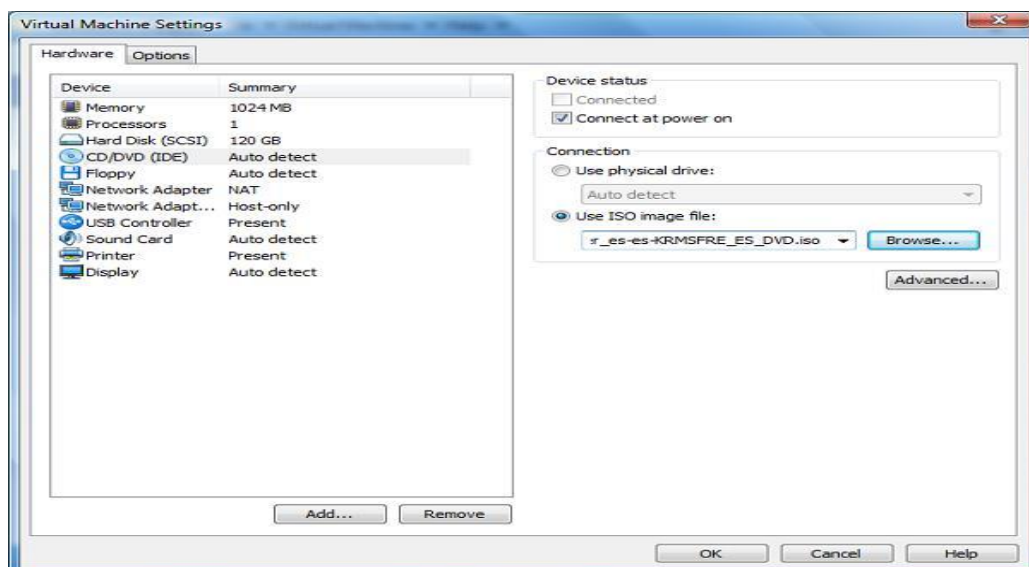 Virtual Machine Settings
Hardware Options
Device Summary
Memory 1024 MB
Processors 1
Hard Disk (SCSI) 120 GB
CD/DVD (IDE) Auto detect
Floppy Auto detect
Network Adapter NAT
Network Adapt... Host-only
USB Controller Present
Sound Card Auto detect
Printer Present
Display Auto detect
Add... Remove
Device status
Connected
Connect at power on
Connection
Use physical drive:
Auto detect
Use ISO image file:
r_es-es-KRMSFRE_ES_DVD.iso Browse...
Advanced...
OK Cancel Help